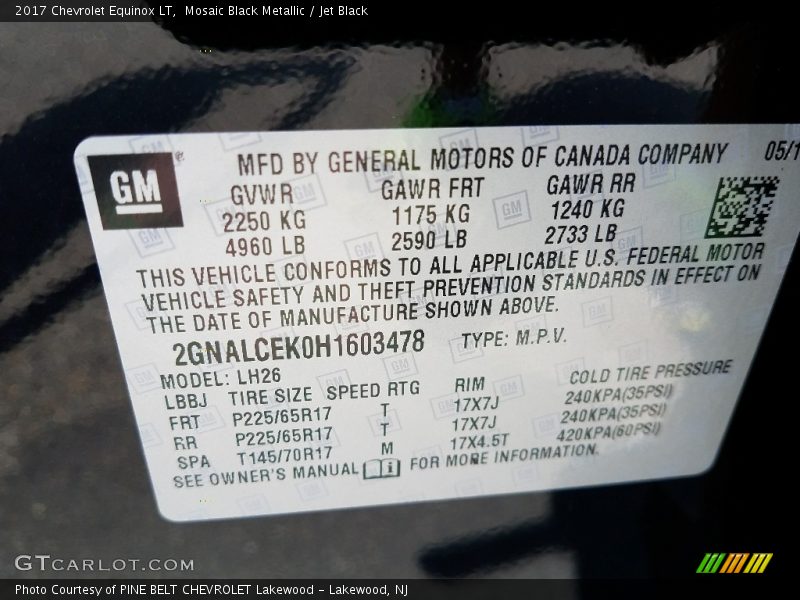 2017 Chevrolet Equinox LT,  Mosaic Black Metallic / Jet Black
GM
MFD BY GENERAL MOTORS OF CANADA COMPANY
GVWR GAWR FRT GAWR RR
2250 KG 1175 KG 1240 KG
4960 LB 2590 LB 2733 LB
THIS VEHICLE CONFORMS TO ALL APPLICABLE U.S. FEDERAL MOTOR
VEHICLE SAFETY AND THEFT PREVENTION STANDARDS IN EFFECT ON
THE DATE OF MANUFACTURE SHOWN ABOVE.
2GNALCEK0H1603478 TYPE: M.P.V.
MODEL: LH26
LBBJ TIRE SIZE SPEED RTG RIM COLD TIRE PRESSURE
FRT P225/65R17 T 17X7J 240KPA(35PSI)
RR P225/65R17 T 17X7J 240KPA(35PSI)
SPA T145/70R17 M 17X4.5T 420KPA(60PSI)
SEE OWNER'S MANUAL FOR MORE INFORMATION.
GTCARLOT.COM
Photo Courtesy of PINE BELT CHEVROLET Lakewood - Lakewood, NJ